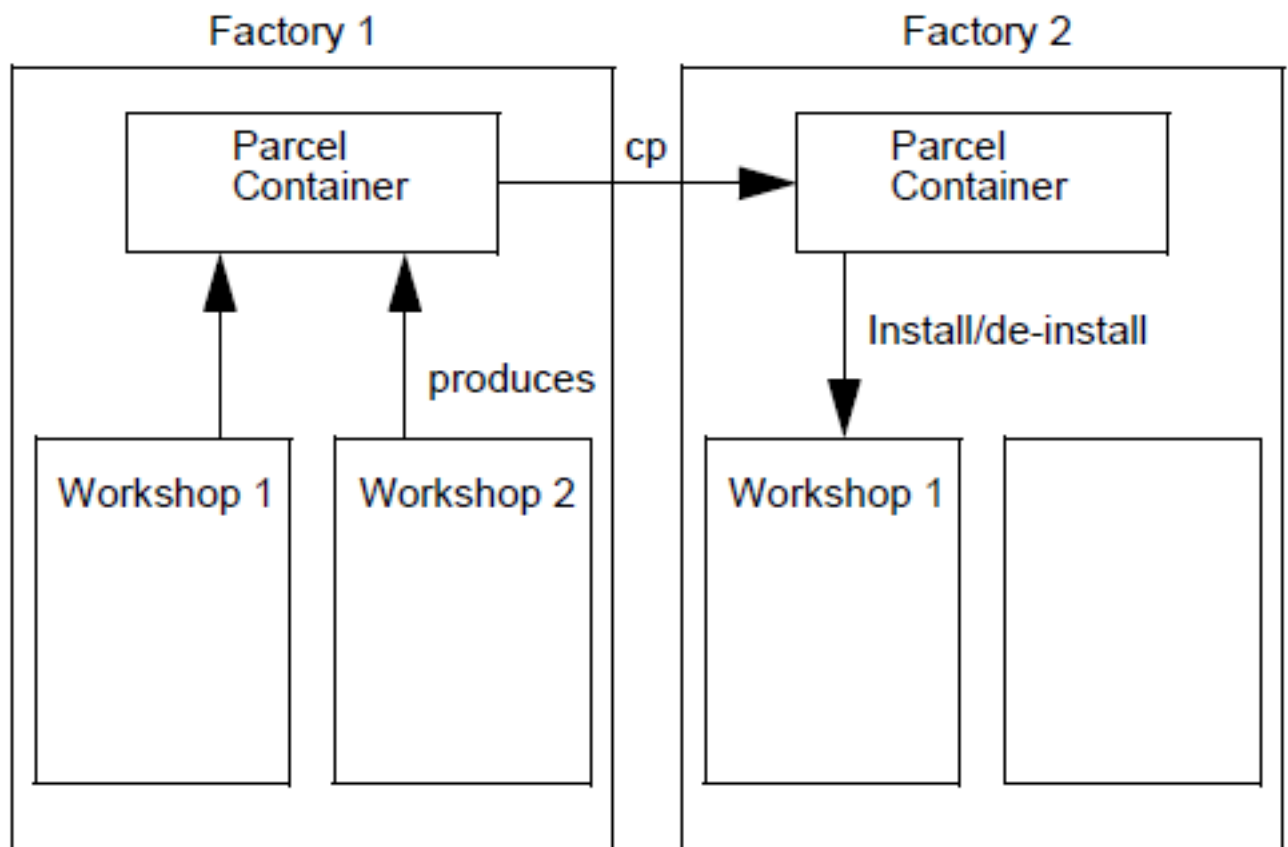 Factory 1
Factory 2
Parcel
Container
cp
Parcel
Container
Install/de-install
produces
Workshop 1
Workshop 2
Workshop 1